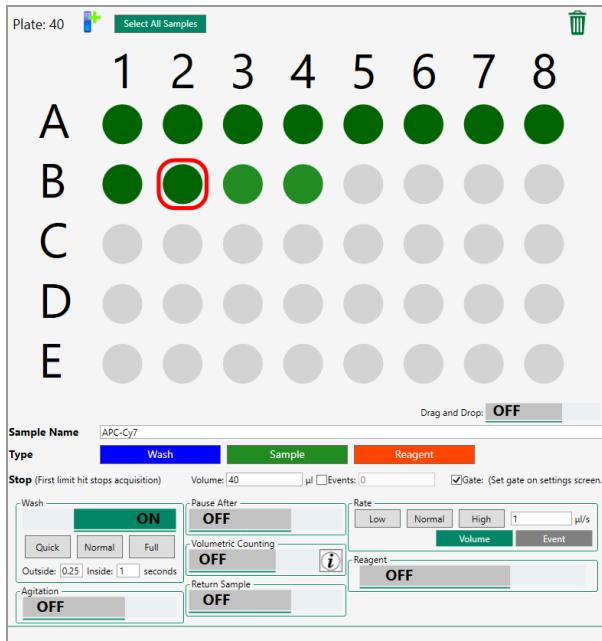 Plate: 40 Select All Samples
1 2 3 4 5 6 7 8
A
B
C
D
E
Drag and Drop: OFF
Sample Name APC-Cy7
Type Wash Sample Reagent
Stop (First limit hit stops acquisition) Volume: 40 µl Events: 0 Gate: (Set gate on settings screen.
Wash Pause After Rate
ON OFF Low Normal High 1 µl/s
Volume Event
Quick Normal Full Volumetric Counting
OFF i Reagent
Outside: 0.25 Inside: 1 seconds OFF
Agitation Return Sample
OFF OFF